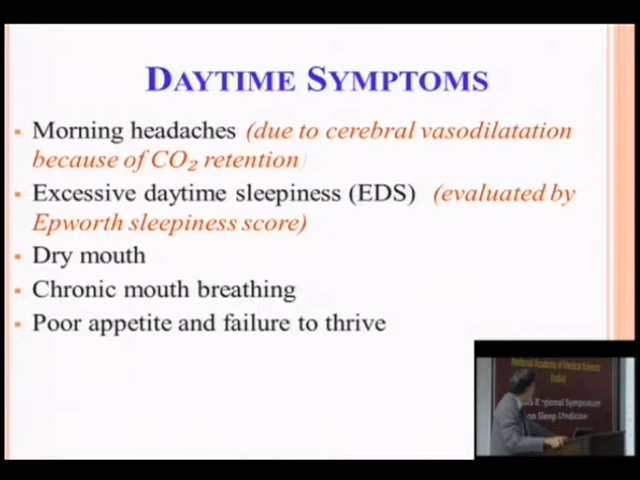 DAYTIME SYMPTOMS
Morning headaches (due to cerebral vasodilatation
because of CO₂ retention)
Excessive daytime sleepiness (EDS) (evaluated by
Epworth sleepiness score)
Dry mouth
Chronic mouth breathing
Poor appetite and failure to thrive
National Academy of Medical Sciences
(India)
Regional Symposium
on Sleep Medicine